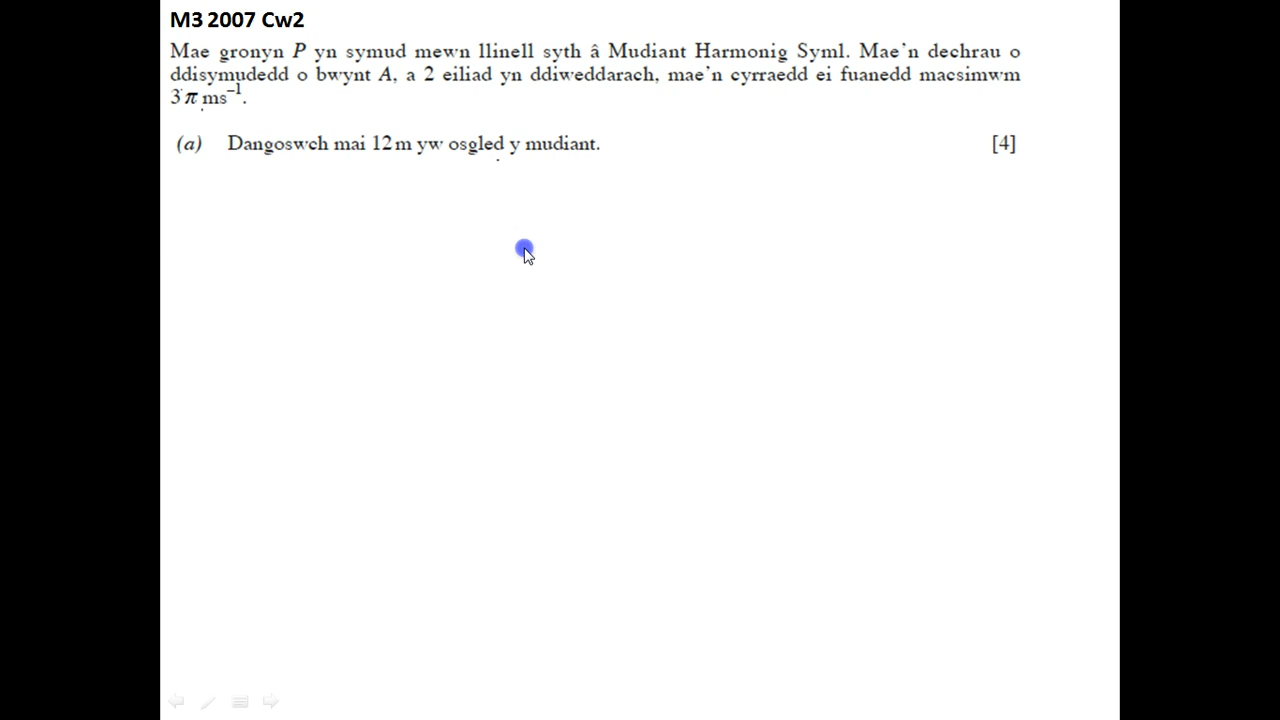 M3 2007 Cw2
Mae gronyn P yn symud mewn llinell syth â Mudiant Harmonig Syml. Mae'n dechrau o
ddisymudedd o bwynt A, a 2 eiliad yn ddiweddarach, mae'n cyrraedd ei fuanedd macsimwm
3π ms⁻¹.
(a) Dangoswch mai 12 m yw osgled y mudiant. [4]